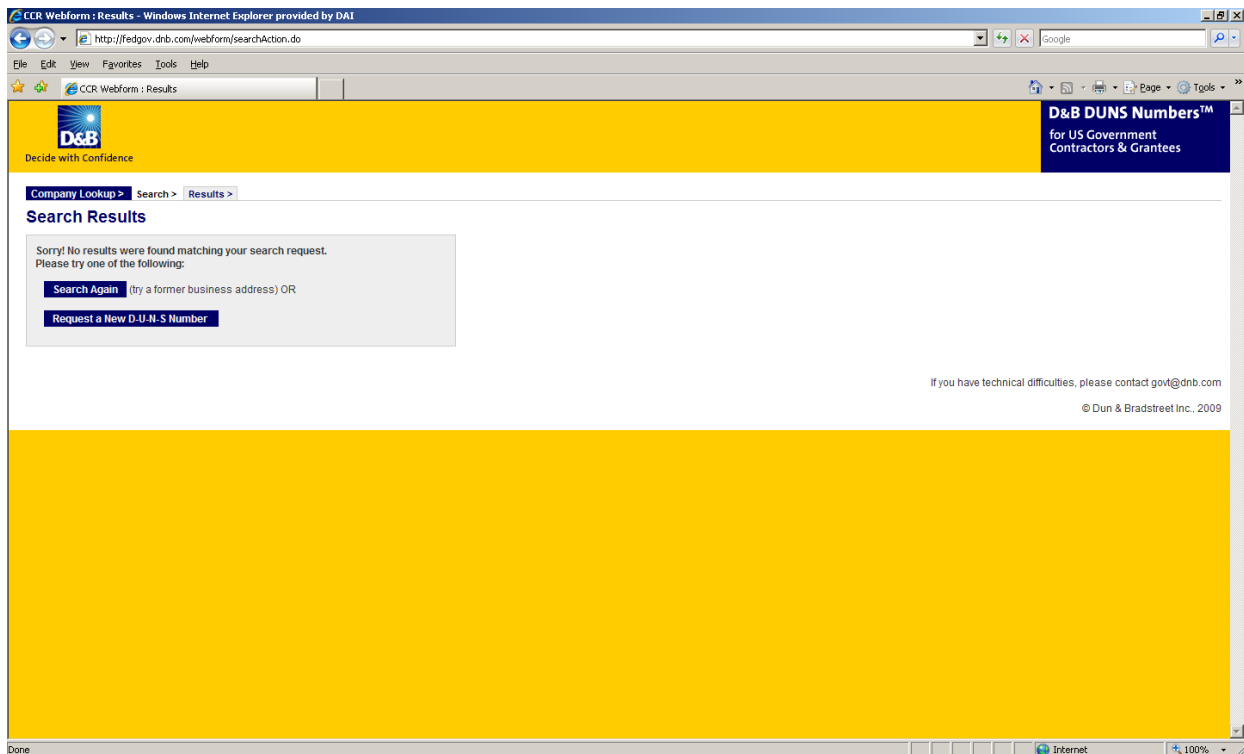 CCR Webform : Results - Windows Internet Explorer provided by DAI
http://fedgov.dnb.com/webform/searchAction.do
Google
File Edit View Favorites Tools Help
CCR Webform : Results
Page Tools
D&B
Decide with Confidence
D&B DUNS Numbers™
for US Government
Contractors & Grantees
Company Lookup > Search > Results >
Search Results
Sorry! No results were found matching your search request.
Please try one of the following:
Search Again (try a former business address) OR
Request a New D-U-N-S Number
If you have technical difficulties, please contact govt@dnb.com
© Dun & Bradstreet Inc., 2009
Done Internet 100%